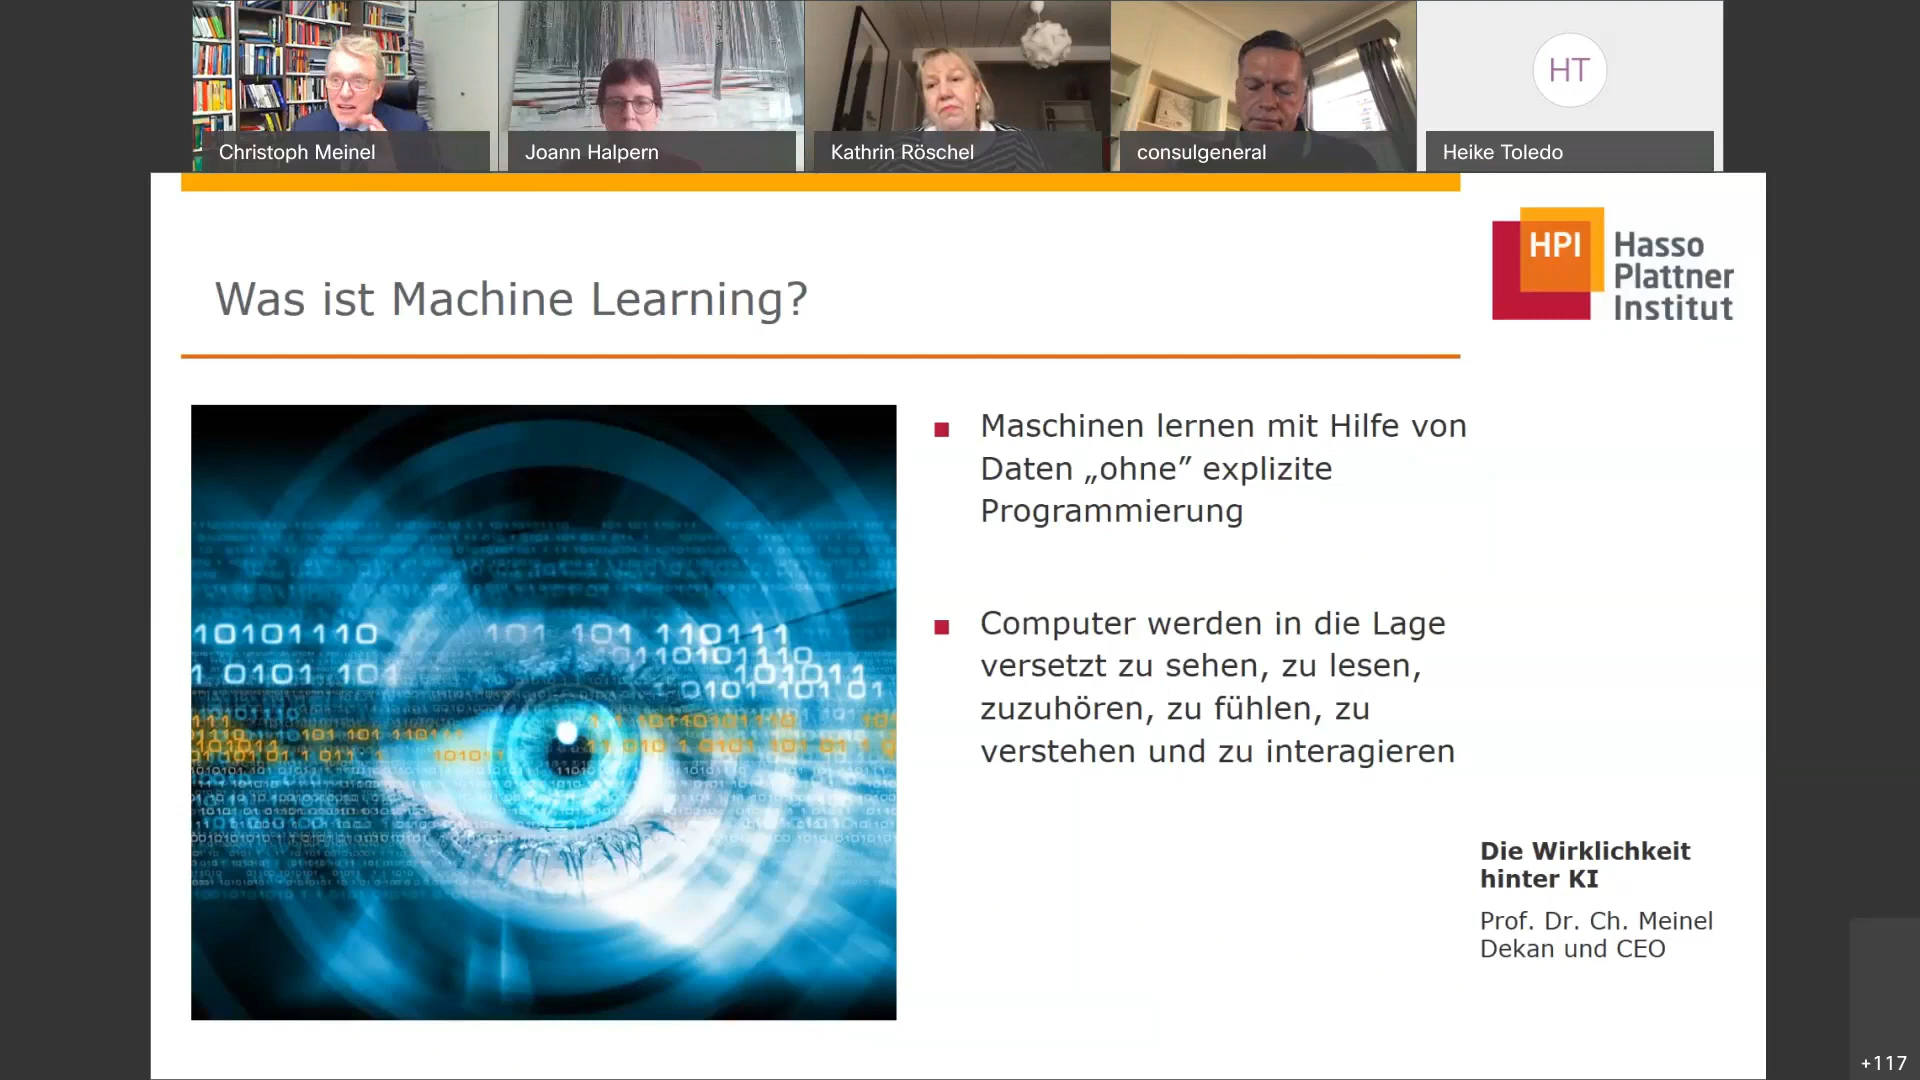 Christoph Meinel
Joann Halpern
Kathrin Röschel
HT
consulgeneral
Heike Toledo
HPI
Hasso
Plattner
Institut
Was ist Machine Learning?
Maschinen lernen mit Hilfe von
Daten „ohne” explizite
Programmierung
Computer werden in die Lage
versetzt zu sehen, zu lesen,
zuzuhören, zu fühlen, zu
verstehen und zu interagieren
10101110
101 101 110111
Die Wirklichkeit
hinter KI
Prof. Dr. Ch. Meinel
Dekan und CEO
+117